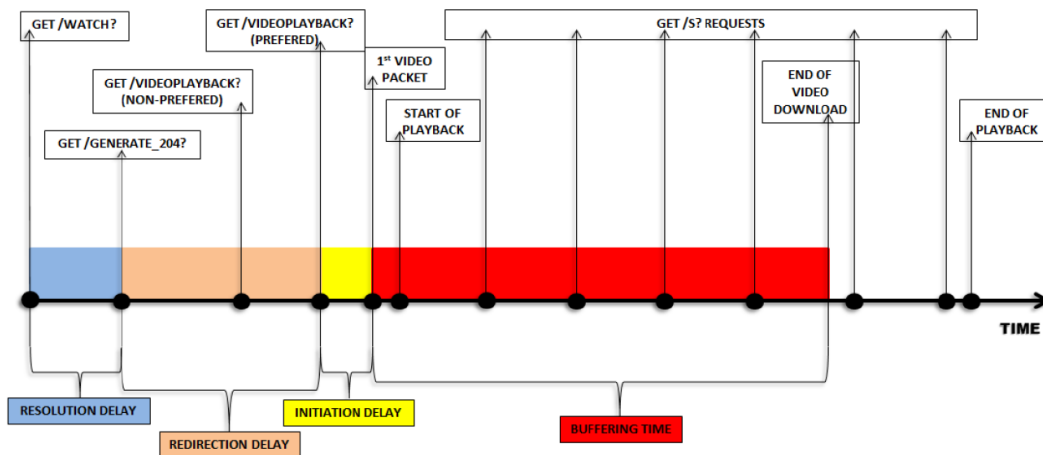 GET /WATCH?
GET /VIDEOPLAYBACK?
(PREFERED)
GET /S? REQUESTS
1st VIDEO
PACKET
GET /VIDEOPLAYBACK?
(NON-PREFERED)
END OF
VIDEO
DOWNLOAD
START OF
PLAYBACK
END OF
PLAYBACK
GET /GENERATE_204?
TIME
RESOLUTION DELAY
INITIATION DELAY
BUFFERING TIME
REDIRECTION DELAY